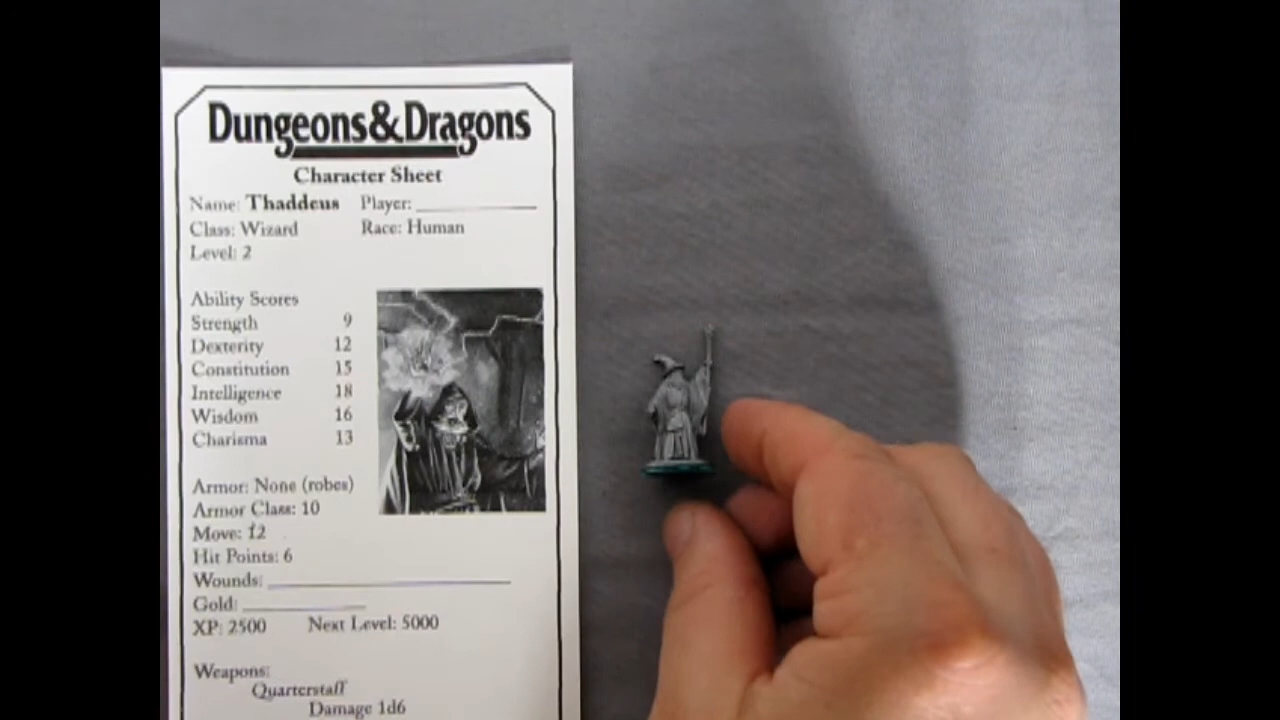 Dungeons&Dragons
Character Sheet
Name: Thaddeus Player:
Class: Wizard Race: Human
Level: 2
Ability Scores
Strength 9
Dexterity 12
Constitution 15
Intelligence 18
Wisdom 16
Charisma 13
Armor: None (robes)
Armor Class: 10
Move: 12
Hit Points: 6
Wounds:
Gold:
XP: 2500 Next Level: 5000
Weapons:
Quarterstaff
Damage 1d6